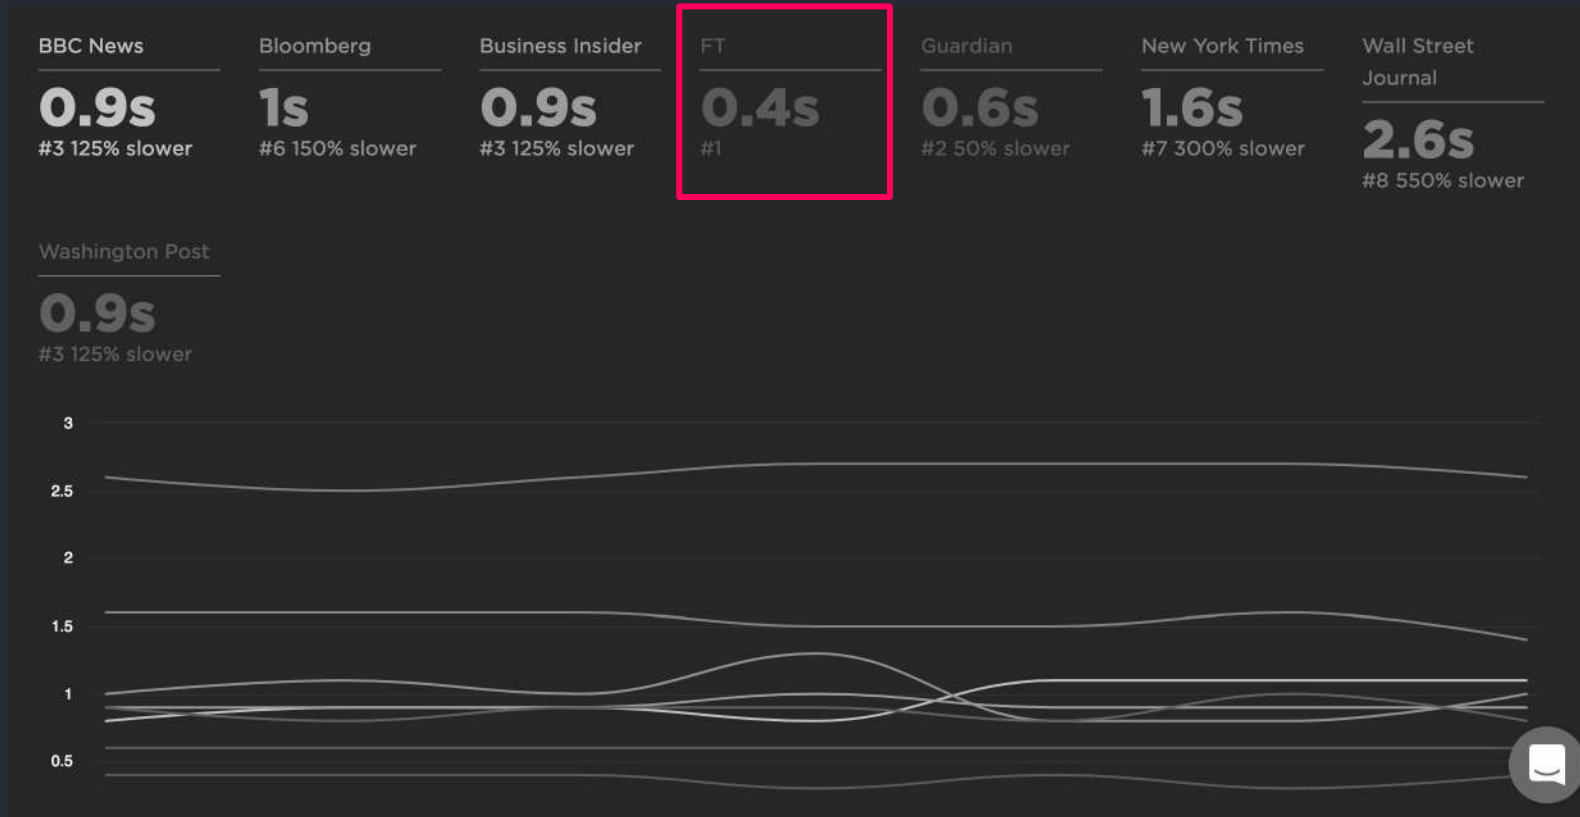 BBC News
0.9s
#3 125% slower
Bloomberg
1s
#6 150% slower
Business Insider
0.9s
#3 125% slower
FT
0.4s
#1
Guardian
0.6s
#2 50% slower
New York Times
1.6s
#7 300% slower
Wall Street
Journal
2.6s
#8 550% slower
Washington Post
0.9s
#3 125% slower
3
2.5
2
1.5
1
0.5